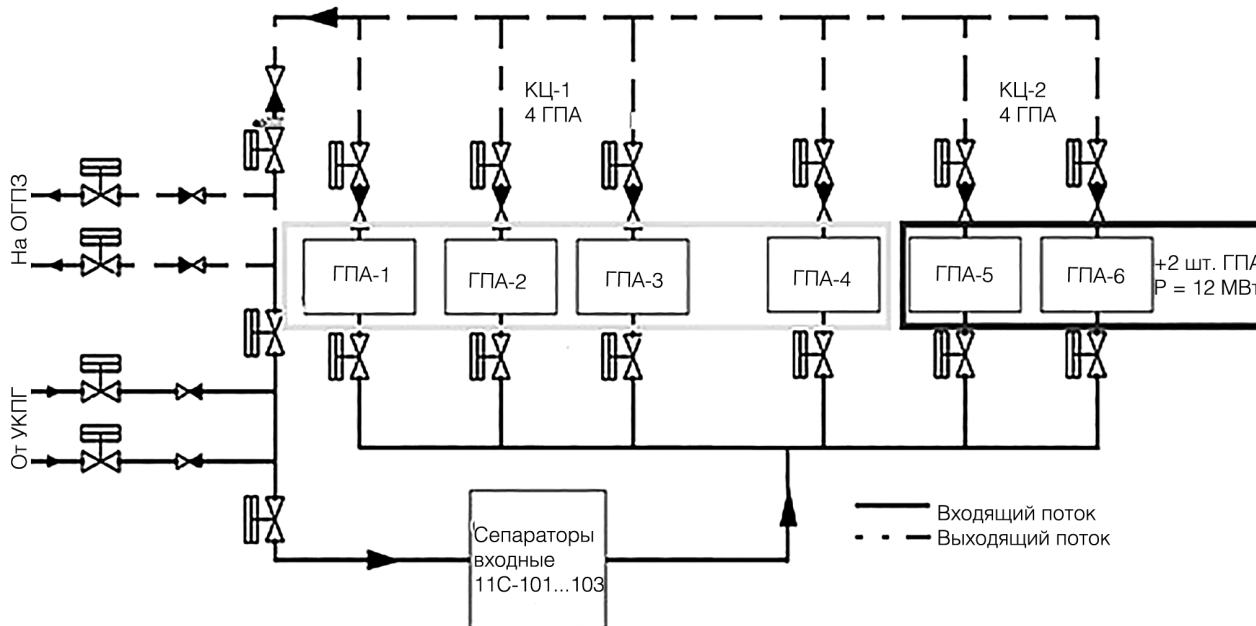 КЦ-1
4 ГПА
КЦ-2
4 ГПА
На ОГПЗ
ГПА-1
ГПА-2
ГПА-3
ГПА-4
ГПА-5
ГПА-6
+2 шт. ГПА
Р = 12 МВт
От УКПГ
Сепараторы
входные
11С-101...103
Входящий поток
Выходящий поток